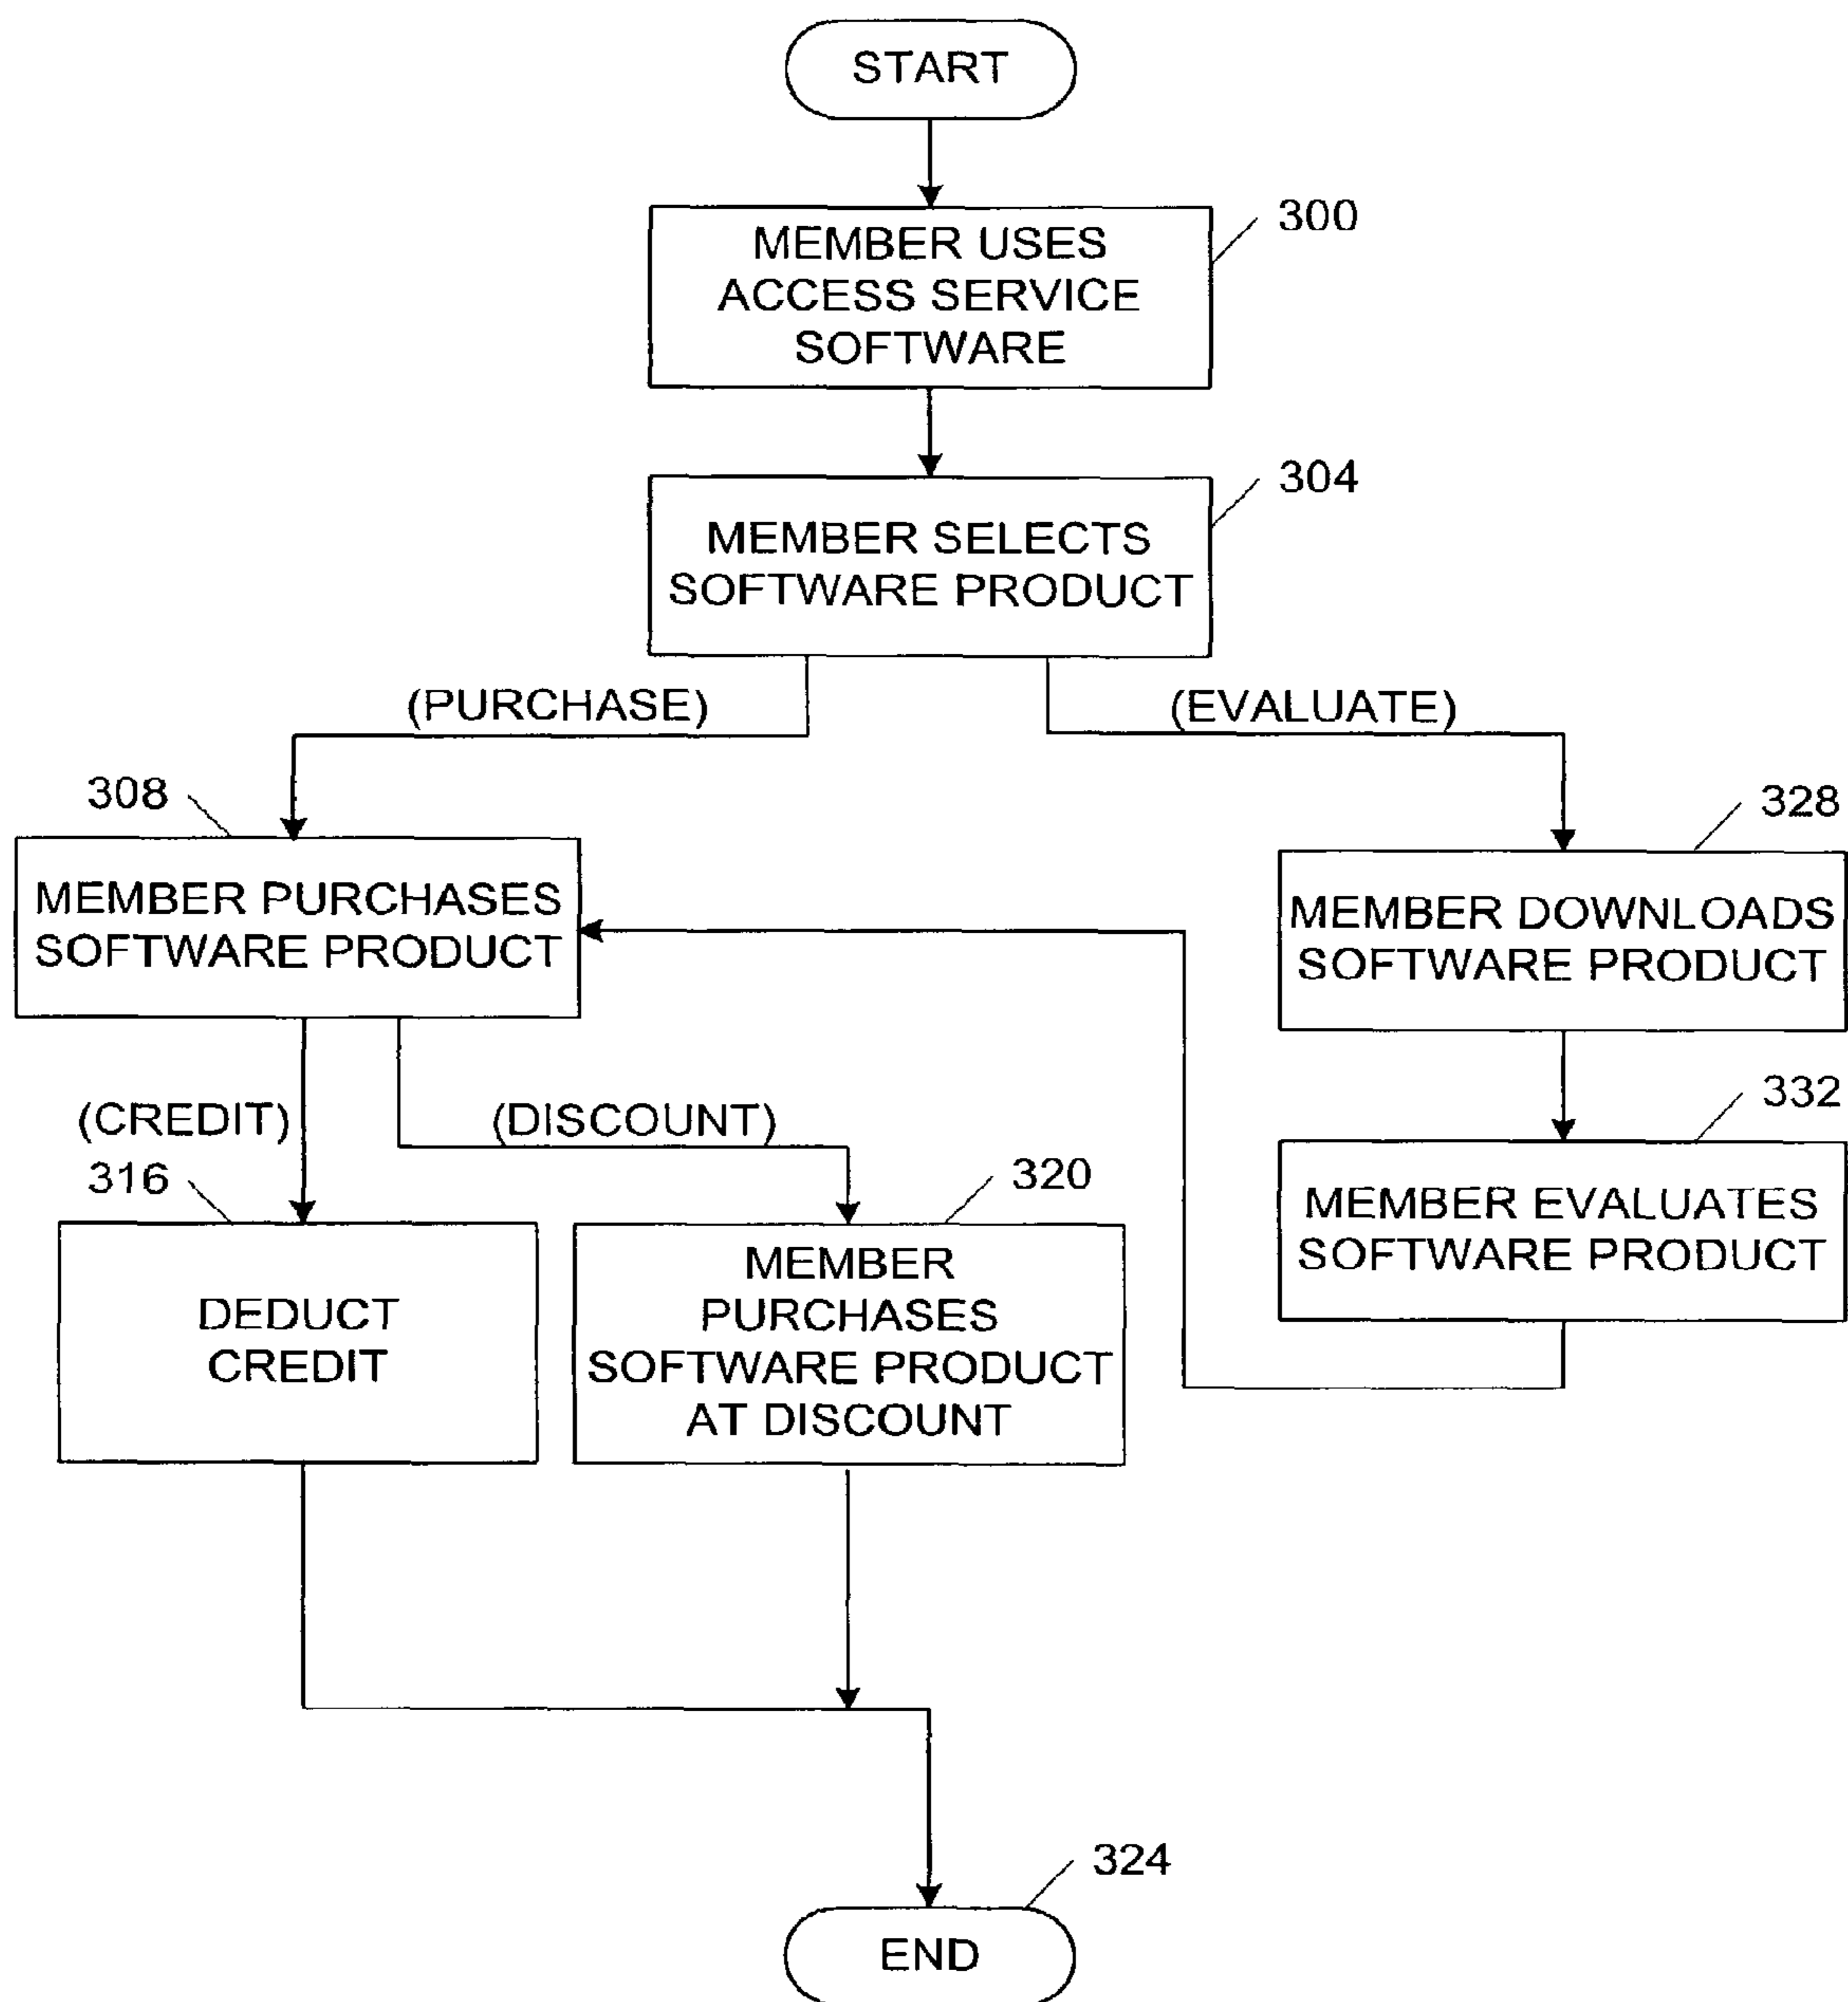 START
300
MEMBER USES
ACCESS SERVICE
SOFTWARE
304
MEMBER SELECTS
SOFTWARE PRODUCT
(PURCHASE)
(EVALUATE)
308
MEMBER PURCHASES
SOFTWARE PRODUCT
328
MEMBER DOWNLOADS
SOFTWARE PRODUCT
(CREDIT)
(DISCOUNT)
316
DEDUCT
CREDIT
320
MEMBER
PURCHASES
SOFTWARE PRODUCT
AT DISCOUNT
332
MEMBER EVALUATES
SOFTWARE PRODUCT
324
END